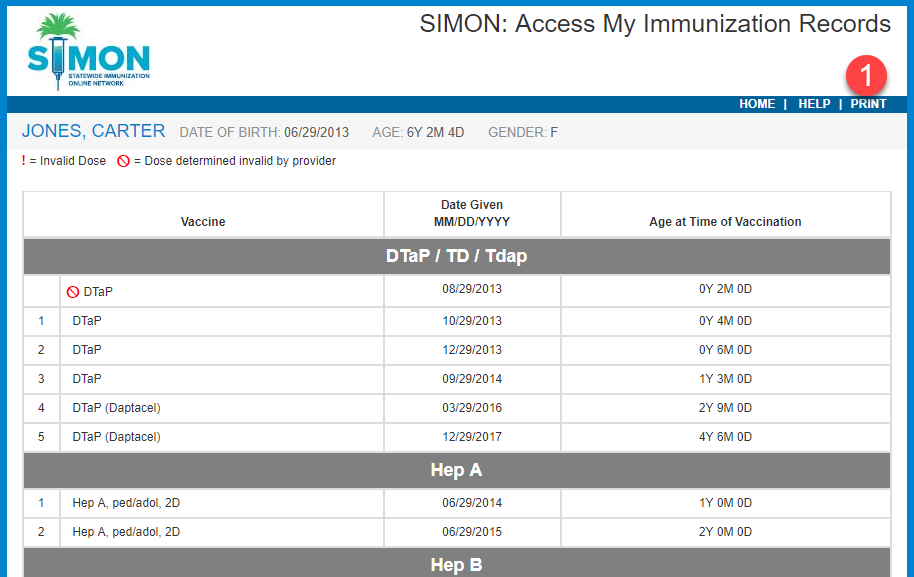 SIMON: Access My Immunization Records
SIMON
STATEWIDE IMMUNIZATION
ONLINE NETWORK
1
HOME | HELP | PRINT
JONES, CARTER DATE OF BIRTH: 06/29/2013 AGE: 6Y 2M 4D GENDER: F
! = Invalid Dose = Dose determined invalid by provider
Vaccine Date Given MM/DD/YYYY Age at Time of Vaccination
DTaP / TD / Tdap
DTaP 08/29/2013 0Y 2M 0D
1 DTaP 10/29/2013 0Y 4M 0D
2 DTaP 12/29/2013 0Y 6M 0D
3 DTaP 09/29/2014 1Y 3M 0D
4 DTaP (Daptacel) 03/29/2016 2Y 9M 0D
5 DTaP (Daptacel) 12/29/2017 4Y 6M 0D
Hep A
1 Hep A, ped/adol, 2D 06/29/2014 1Y 0M 0D
2 Hep A, ped/adol, 2D 06/29/2015 2Y 0M 0D
Hep B